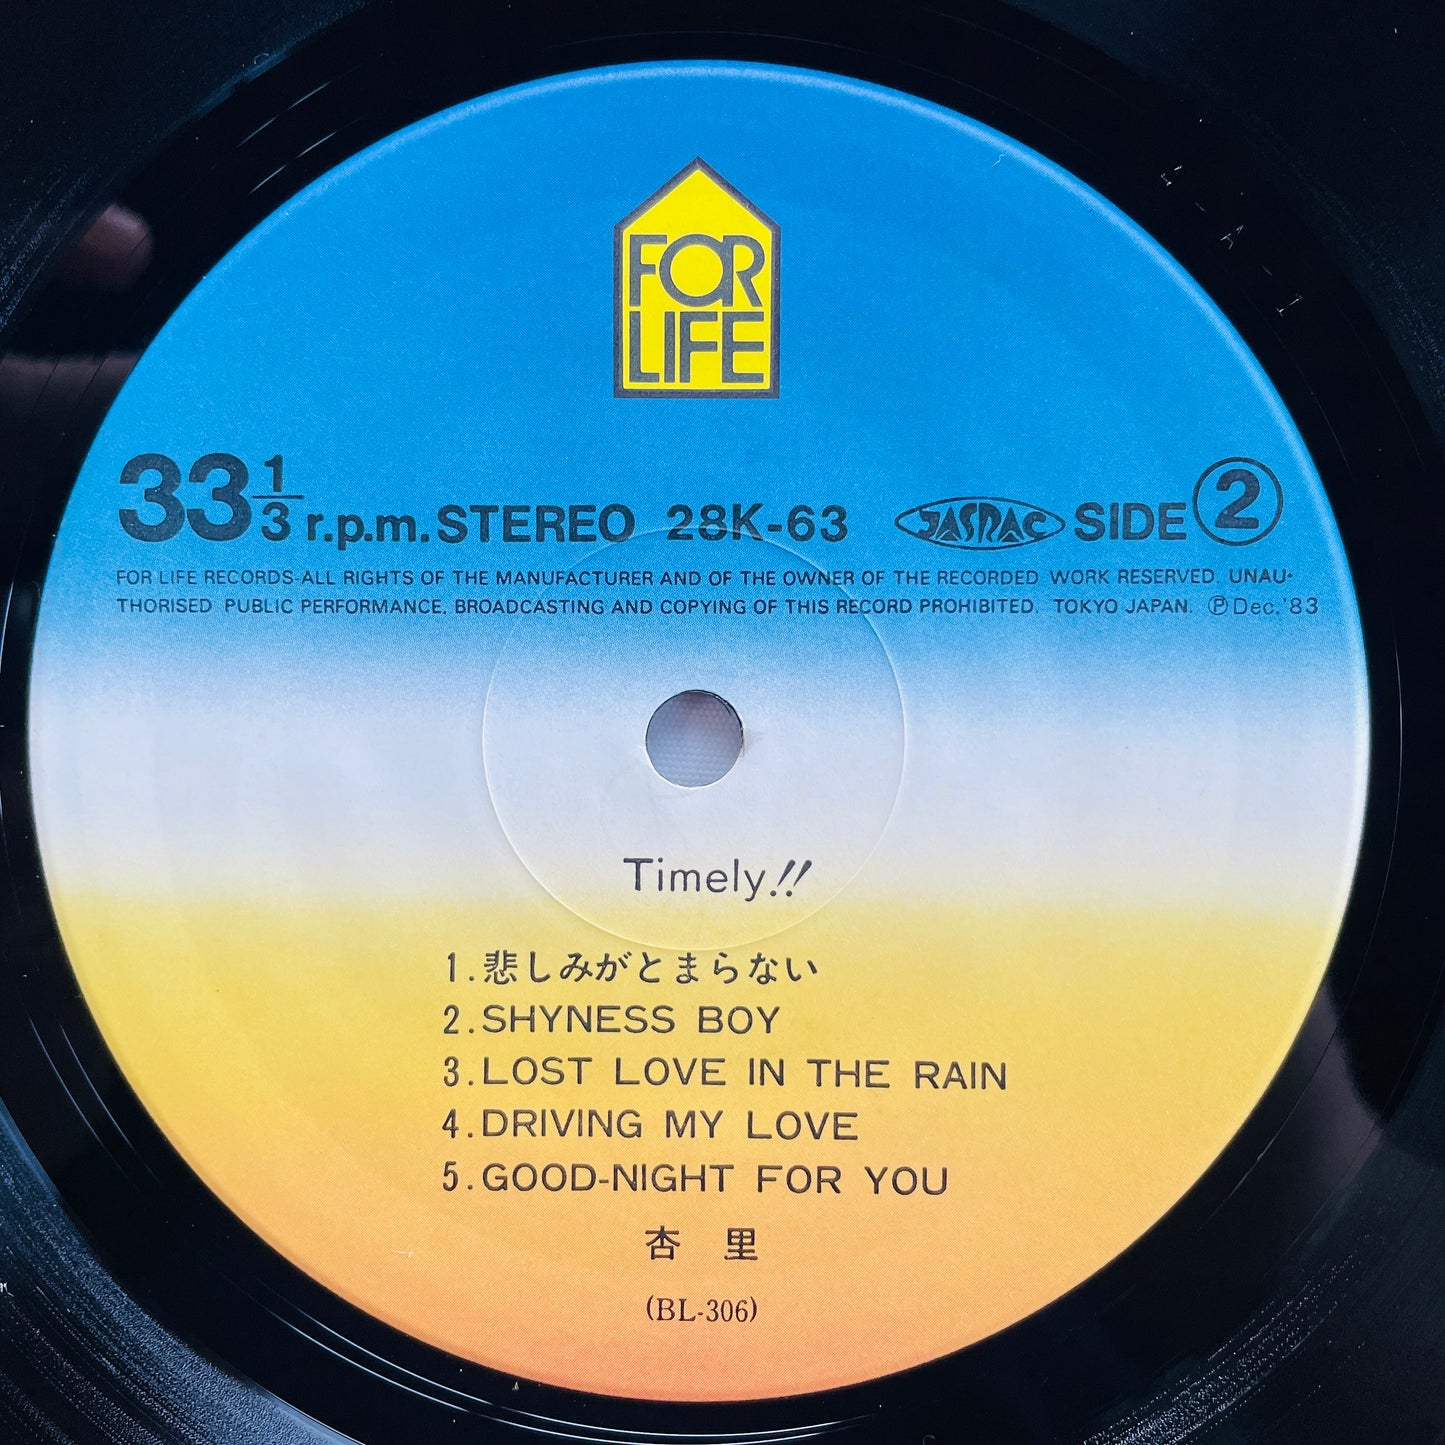 FOR
LIFE
33 1/3 r.p.m. STEREO 28K-63 JASRAC SIDE 2
FOR LIFE RECORDS-ALL RIGHTS OF THE MANUFACTURER AND OF THE OWNER OF THE RECORDED WORK RESERVED. UNAU-
THORISED PUBLIC PERFORMANCE, BROADCASTING AND COPYING OF THIS RECORD PROHIBITED. TOKYO JAPAN. ℗ Dec.'83
Timely!!
1.悲しみがとまらない
2.SHYNESS BOY
3.LOST LOVE IN THE RAIN
4.DRIVING MY LOVE
5.GOOD-NIGHT FOR YOU
杏 里
(BL-306)